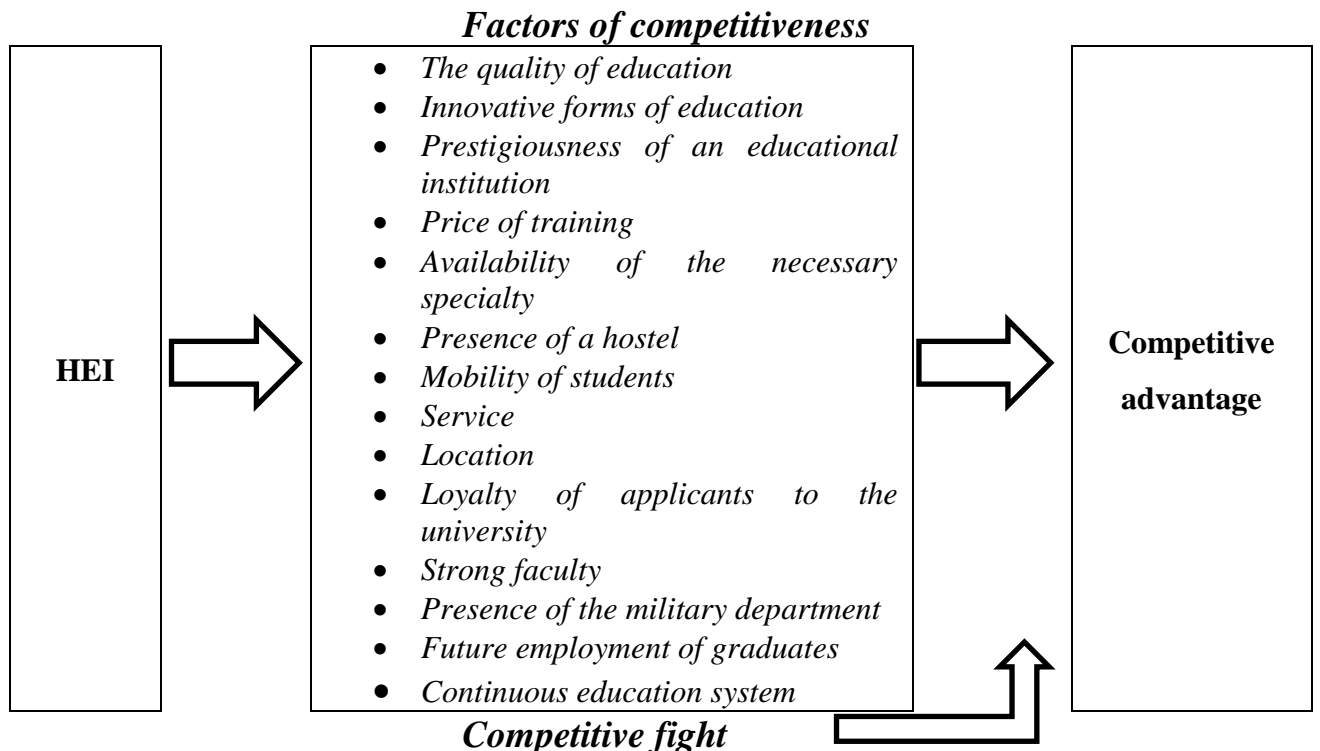 Factors of competitiveness
HEI
• The quality of education
• Innovative forms of education
• Prestigiousness of an educational
institution
• Price of training
• Availability of the necessary
specialty
• Presence of a hostel
• Mobility of students
• Service
• Location
• Loyalty of applicants to the
university
• Strong faculty
• Presence of the military department
• Future employment of graduates
• Continuous education system
Competitive
advantage
Competitive fight